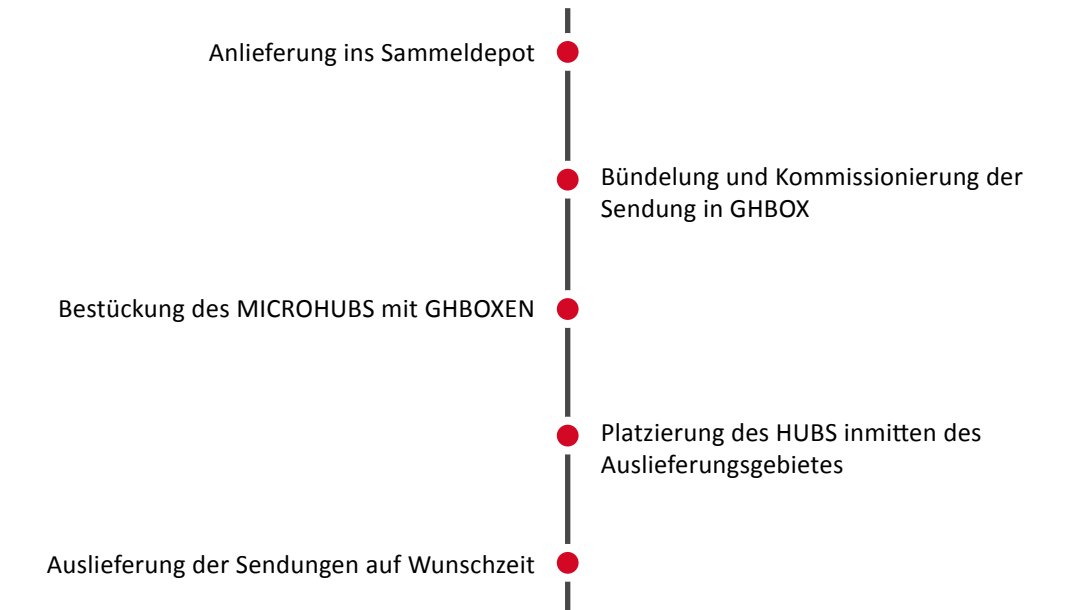 Anlieferung ins Sammeldepot
Bündelung und Kommissionierung der
Sendung in GHBOX
Bestückung des MICROHUBS mit GHBOXEN
Platzierung des HUBS inmitten des
Auslieferungsgebietes
Auslieferung der Sendungen auf Wunschzeit